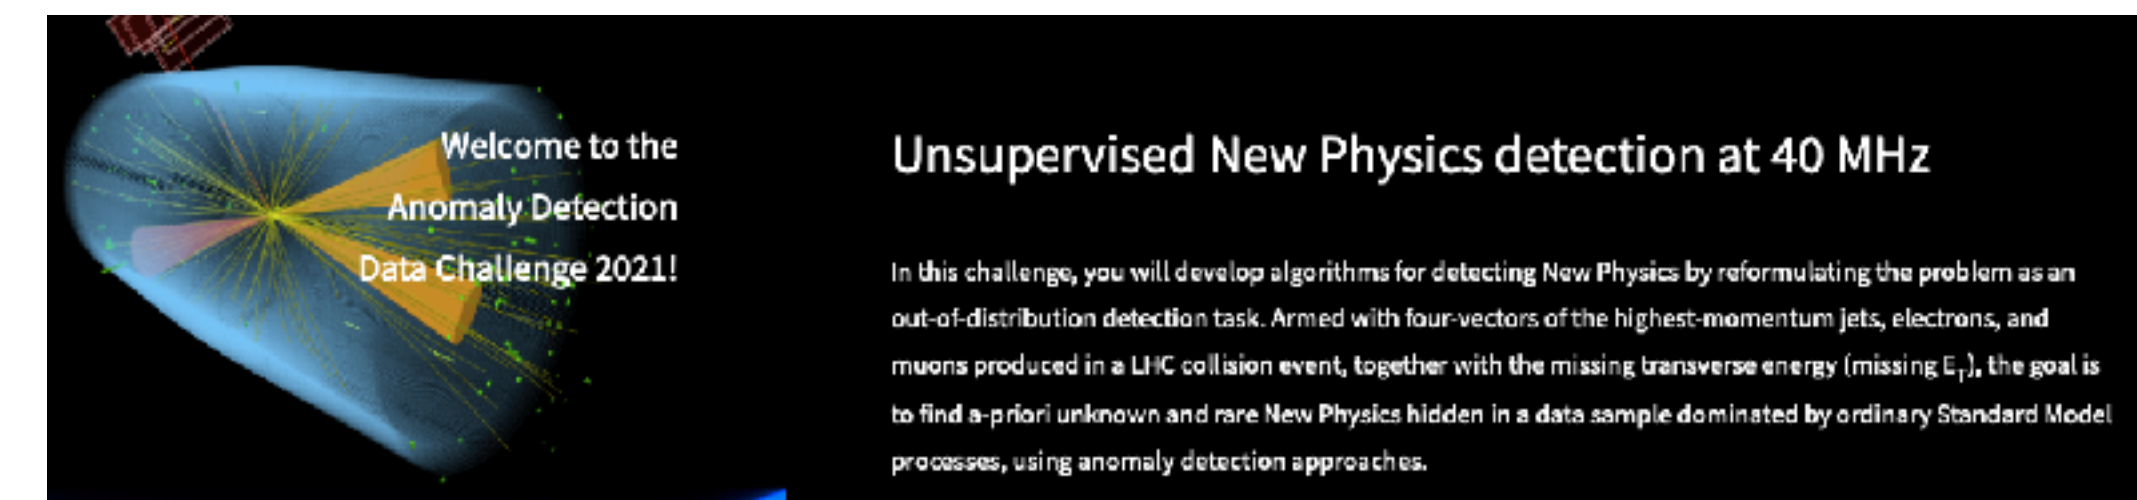 Welcome to the
Anomaly Detection
Data Challenge 2021!
Unsupervised New Physics detection at 40 MHz
In this challenge, you will develop algorithms for detecting New Physics by reformulating the problem as an
out-of-distribution detection task. Armed with four-vectors of the highest-momentum jets, electrons, and
muons produced in a LHC collision event, together with the missing transverse energy (missing E_T), the goal is
to find a-priori unknown and rare New Physics hidden in a data sample dominated by ordinary Standard Model
processes, using anomaly detection approaches.